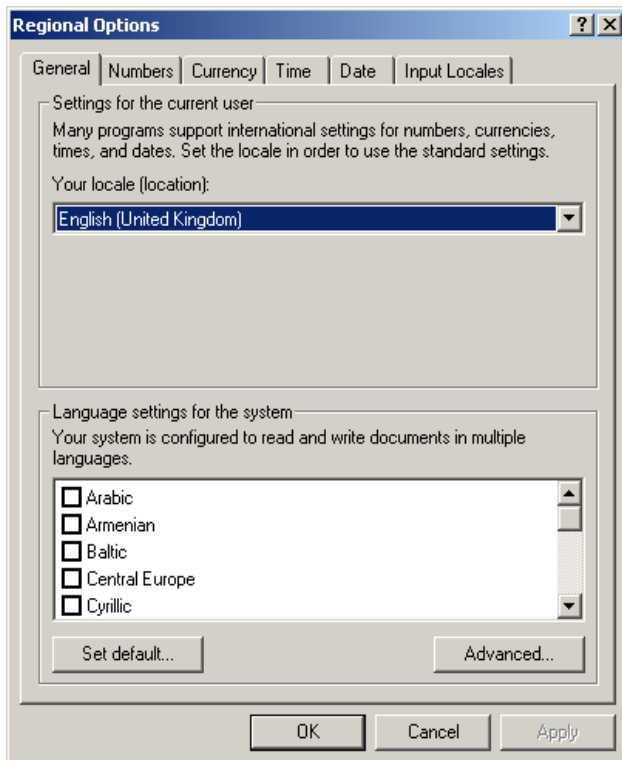 Regional Options
General
Numbers
Currency
Time
Date
Input Locales
Settings for the current user
Many programs support international settings for numbers, currencies,
times, and dates. Set the locale in order to use the standard settings.
Your locale (location):
English (United Kingdom)
Language settings for the system
Your system is configured to read and write documents in multiple
languages.
Arabic
Armenian
Baltic
Central Europe
Cyrillic
Set default...
Advanced...
OK
Cancel
Apply